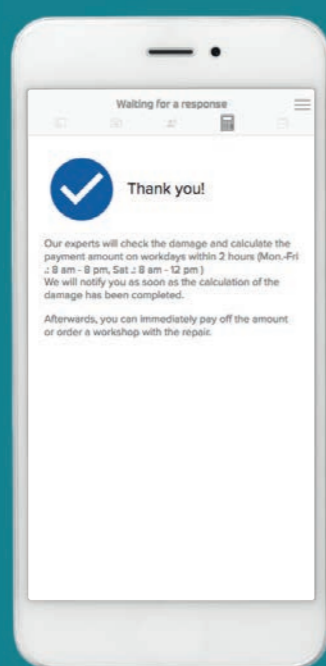 Waiting for a response
Thank you!
Our experts will check the damage and calculate the
payment amount on workdays within 2 hours (Mon.-Fri
.: 8 am - 8 pm, Sat .: 8 am - 12 pm )
We will notify you as soon as the calculation of the
damage has been completed.
Afterwards, you can immediately pay off the amount
or order a workshop with the repair.